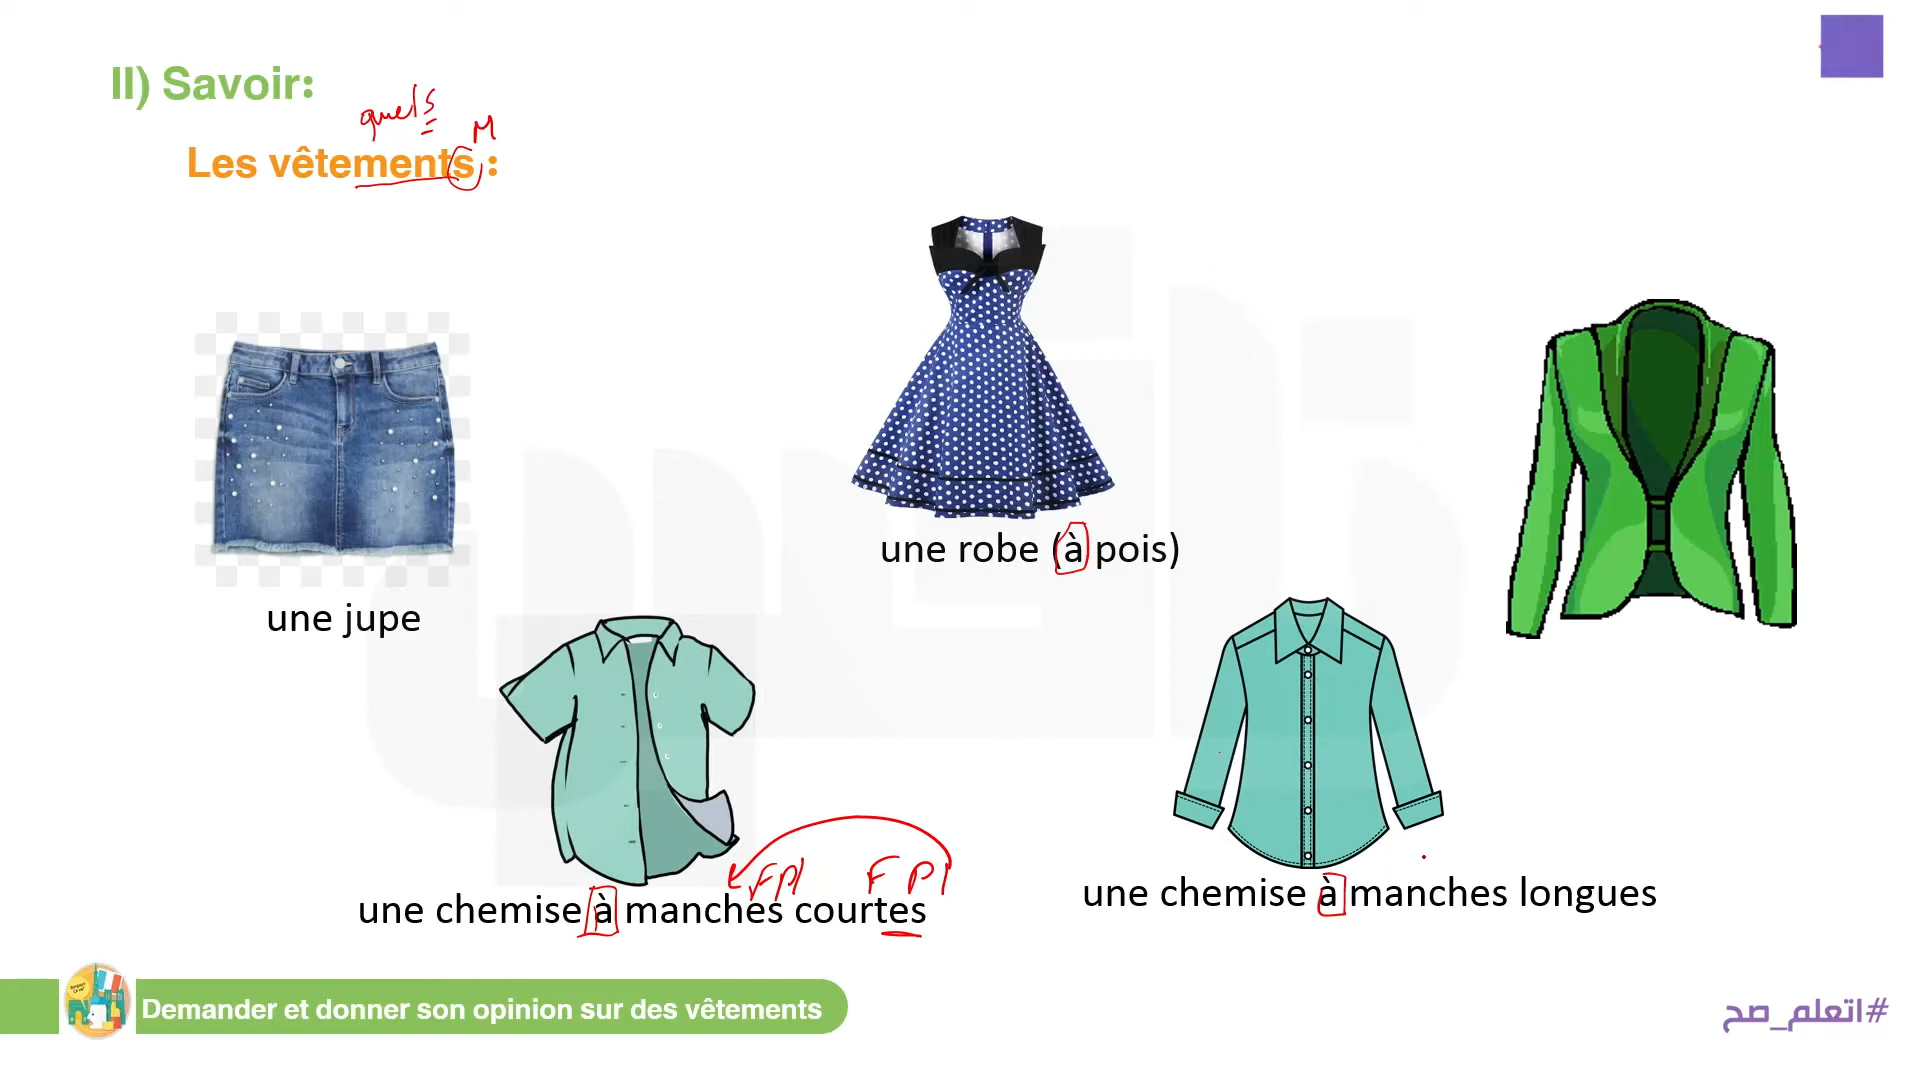 II) Savoir:
quels
M
Les vêtements :
une robe (à pois)
une jupe
FPl F Pl
une chemise à manches courtes
une chemise à manches longues
Demander et donner son opinion sur des vêtements
#اتعلم_صح